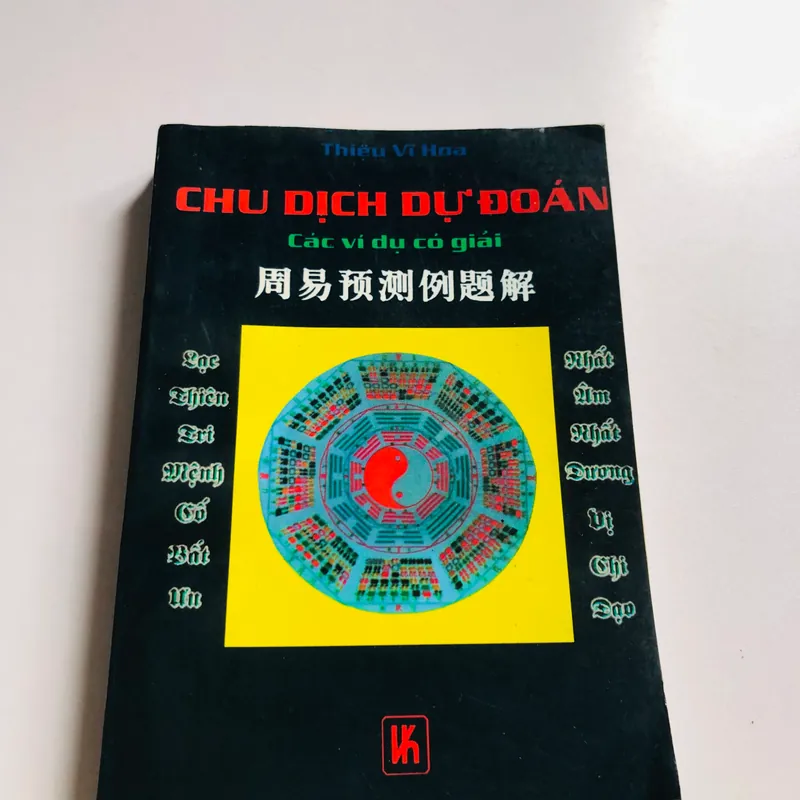 Thiệu Vĩ Hoa
CHU DỊCH DỰ ĐOÁN
Các ví dụ có giải
周易预测例题解
Lạc
Thiên
Tri
Mệnh
Cố
Bất
Ưu
Nhất
Âm
Nhất
Dương
Vị
Chi
Đạo
VK